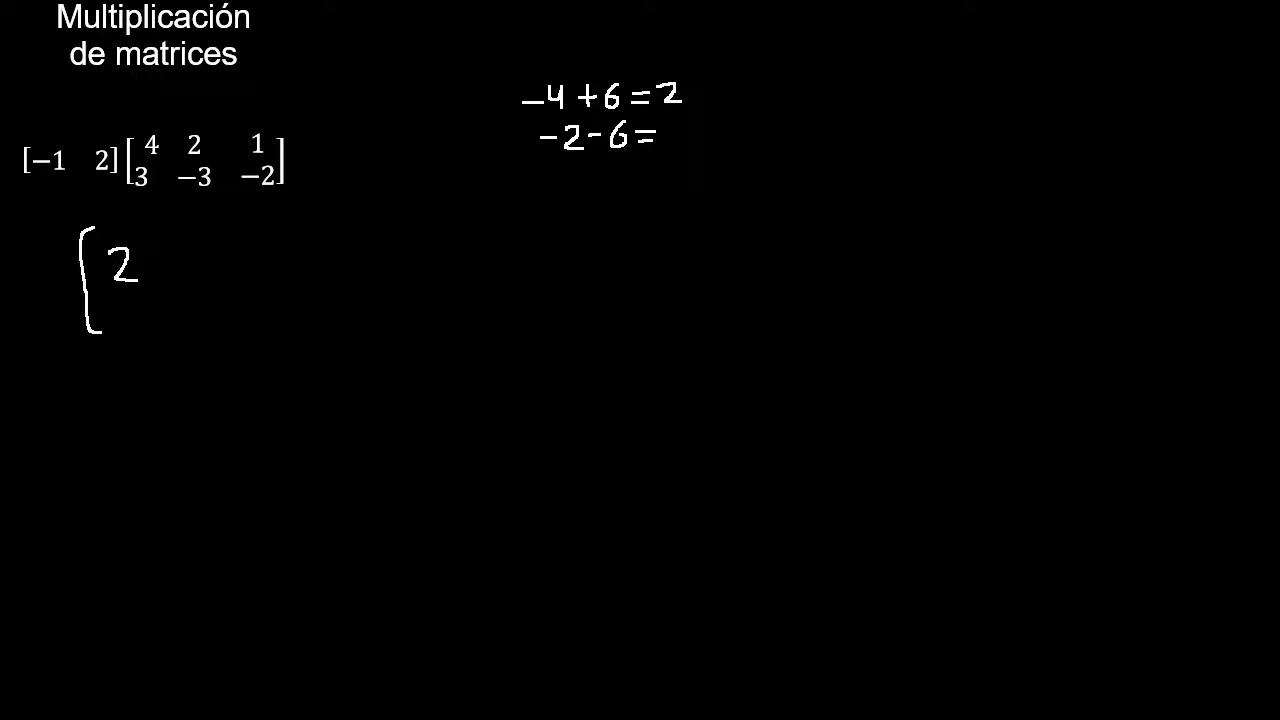 Multiplicación
de matrices
−4 + 6 = 2
−2 − 6 =
[−1 2] [4 2 1
3 −3 −2]
[2